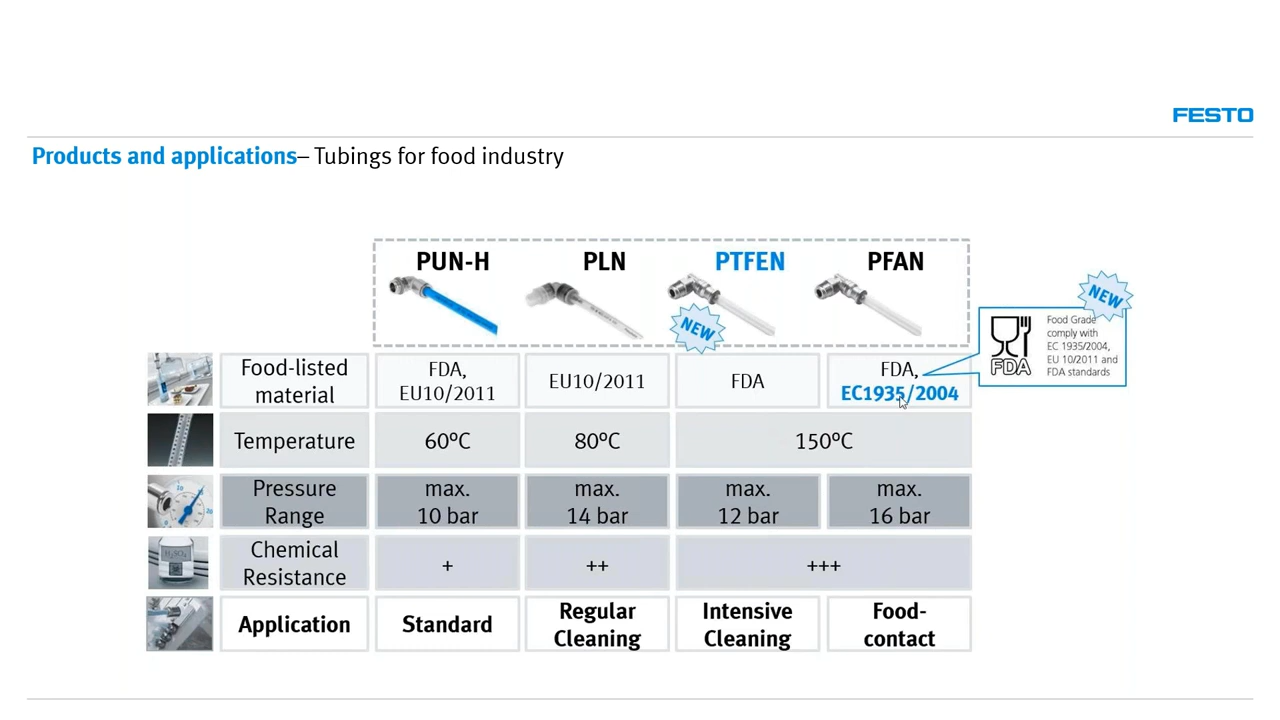 FESTO
Products and applications– Tubings for food industry
PUN-H
PLN
PTFEN
PFAN
NEW
NEW
Food Grade
comply with
EC 1935/2004,
EU 10/2011 and
FDA standards
FDA
Food-listed
material
FDA,
EU10/2011
EU10/2011
FDA
FDA,
EC1935/2004
Temperature
60ºC
80ºC
150ºC
Pressure
Range
max.
10 bar
max.
14 bar
max.
12 bar
max.
16 bar
Chemical
Resistance
+
++
+++
Application
Standard
Regular
Cleaning
Intensive
Cleaning
Food-
contact